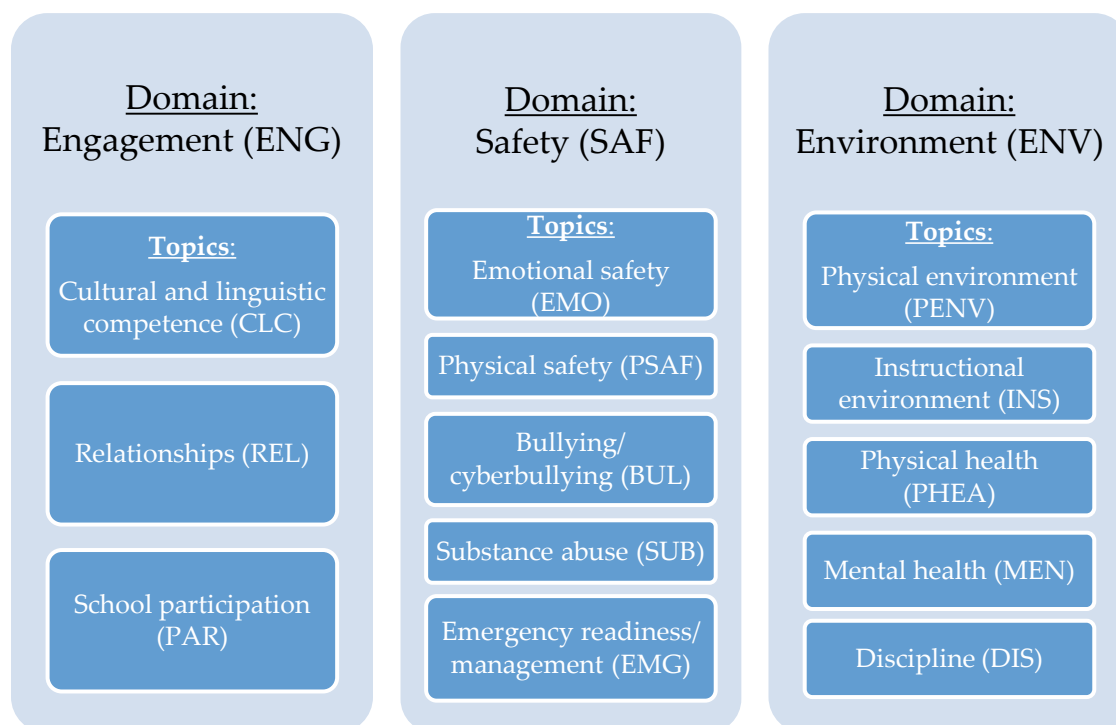 Domain:
Engagement (ENG)
Topics:
Cultural and linguistic
competence (CLC)
Relationships (REL)
School participation
(PAR)
Domain:
Safety (SAF)
Topics:
Emotional safety
(EMO)
Physical safety (PSAF)
Bullying/
cyberbullying (BUL)
Substance abuse (SUB)
Emergency readiness/
management (EMG)
Domain:
Environment (ENV)
Topics:
Physical environment
(PENV)
Instructional
environment (INS)
Physical health
(PHEA)
Mental health (MEN)
Discipline (DIS)